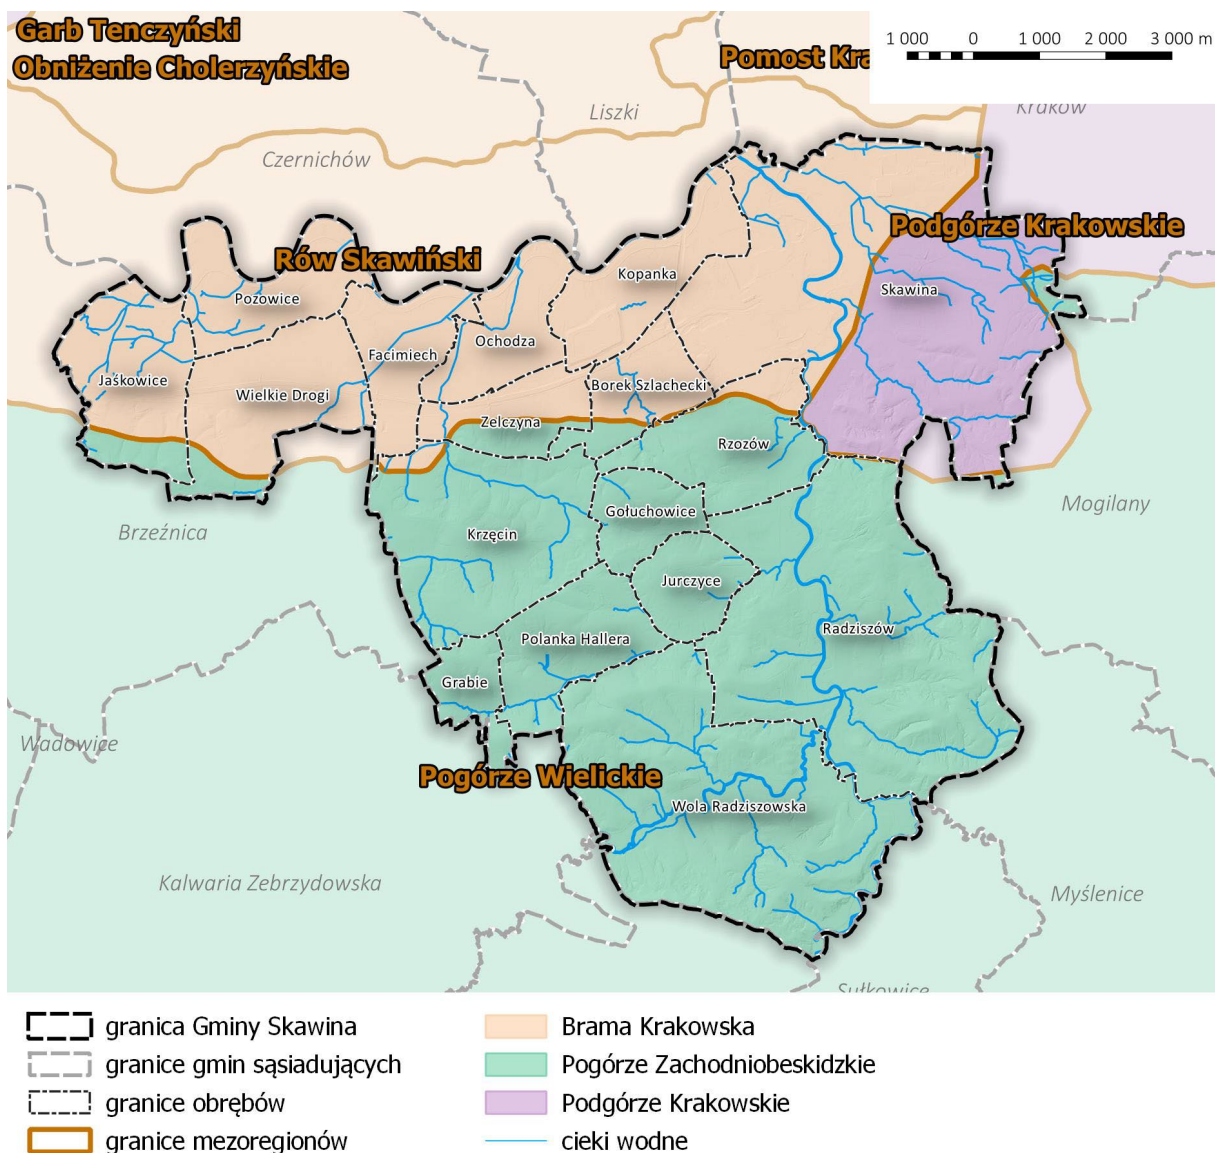 Garb Tenczyński
Obniżenie Cholerzyńskie
Pomost Kra
1 000 0 1 000 2 000 3 000 m
Liszki
Kraków
Czernichów
Podgórze Krakowskie
Rów Skawiński
Kopanka
Skawina
Pozowice
Ochodza
Facimiech
Jaśkowice
Wielkie Drogi
Borek Szlachecki
Zelczyna
Rzozów
Mogilany
Gołuchowice
Brzeźnica
Krzęcin
Jurczyce
Radziszów
Polanka Hallera
Grabie
Wadowice
Pogórze Wielickie
Wola Radziszowska
Kalwaria Zebrzydowska
Myślenice
Sułkowice
granica Gminy Skawina
granice gmin sąsiadujących
granice obrębów
granice mezoregionów
Brama Krakowska
Pogórze Zachodniobeskidzkie
Podgórze Krakowskie
cieki wodne